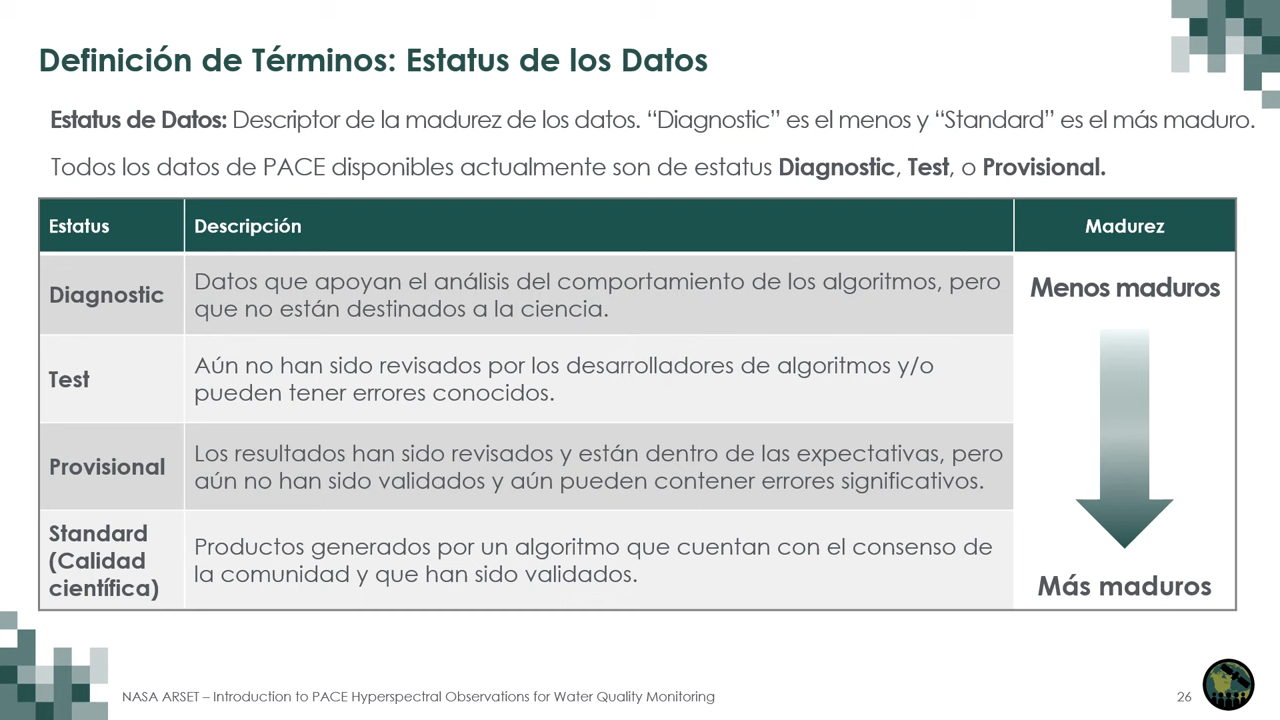 Definición de Términos: Estatus de los Datos
Estatus de Datos: Descriptor de la madurez de los datos. “Diagnostic” es el menos y “Standard” es el más maduro.
Todos los datos de PACE disponibles actualmente son de estatus Diagnostic, Test, o Provisional.
Estatus
Descripción
Madurez
Diagnostic
Datos que apoyan el análisis del comportamiento de los algoritmos, pero
que no están destinados a la ciencia.
Menos maduros
Test
Aún no han sido revisados por los desarrolladores de algoritmos y/o
pueden tener errores conocidos.
Provisional
Los resultados han sido revisados y están dentro de las expectativas, pero
aún no han sido validados y aún pueden contener errores significativos.
Standard
(Calidad
científica)
Productos generados por un algoritmo que cuentan con el consenso de
la comunidad y que han sido validados.
Más maduros
NASA ARSET – Introduction to PACE Hyperspectral Observations for Water Quality Monitoring
26